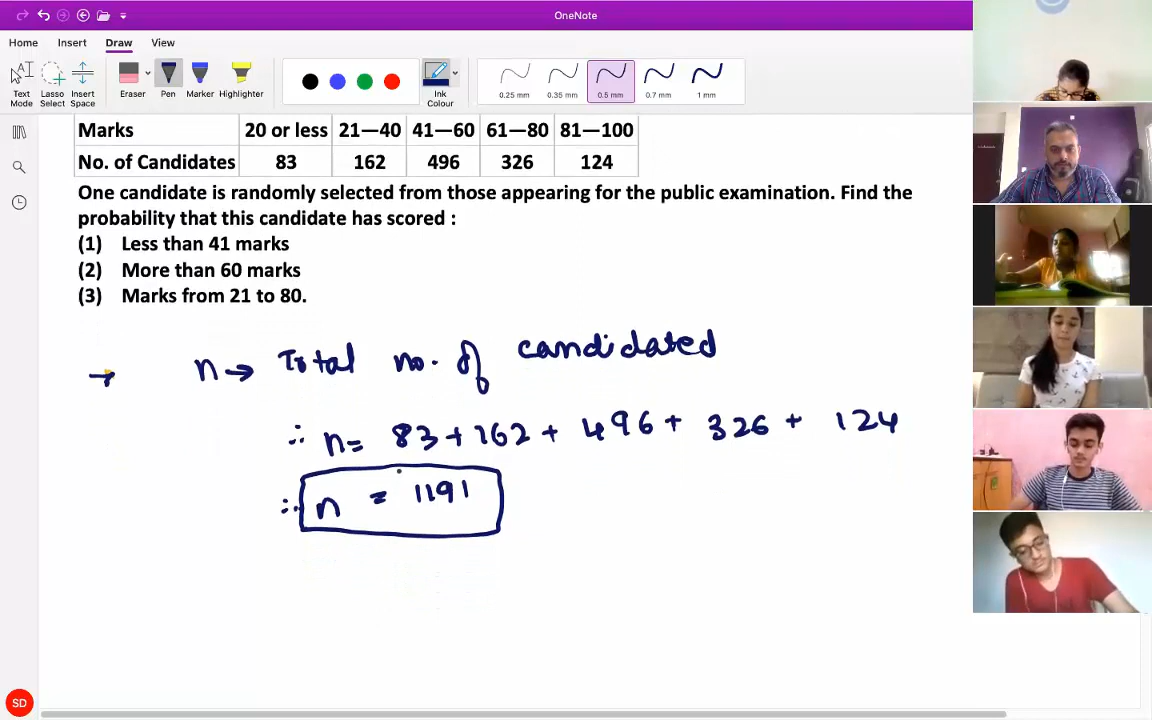 OneNote
Home Insert Draw View
Text Mode Lasso Select Insert Space Eraser Pen Marker Highlighter Ink Colour 0.25 mm 0.35 mm 0.5 mm 0.7 mm 1 mm
Marks 20 or less 21—40 41—60 61—80 81—100
No. of Candidates 83 162 496 326 124
One candidate is randomly selected from those appearing for the public examination. Find the
probability that this candidate has scored :
(1) Less than 41 marks
(2) More than 60 marks
(3) Marks from 21 to 80.
→ n → Total no. of candidated
∴ n = 83 + 162 + 496 + 326 + 124
∴ n = 1191
SD